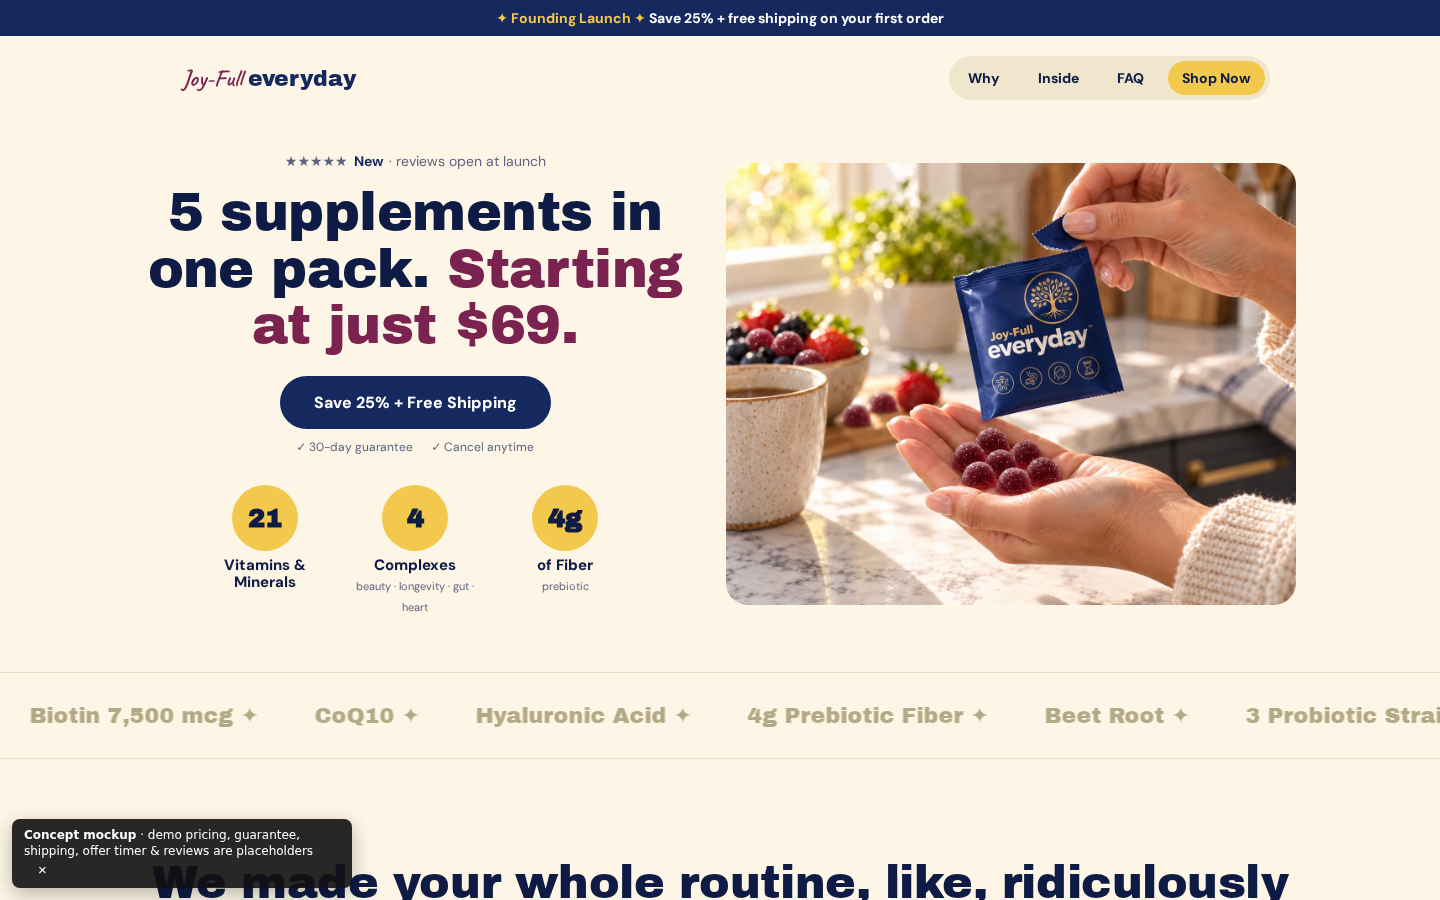 ✦ Founding Launch ✦ Save 25% + free shipping on your first order
Joy-Full everyday
Why Inside FAQ Shop Now
★★★★★ New · reviews open at launch
5 supplements in
one pack. Starting
at just $69.
Save 25% + Free Shipping
✓ 30-day guarantee ✓ Cancel anytime
21
Vitamins &
Minerals
4
Complexes
beauty · longevity · gut ·
heart
4g
of Fiber
prebiotic
Joy-Full
everyday™
Biotin 7,500 mcg ✦ CoQ10 ✦ Hyaluronic Acid ✦ 4g Prebiotic Fiber ✦ Beet Root ✦ 3 Probiotic Strai
Concept mockup · demo pricing, guarantee,
shipping, offer timer & reviews are placeholders
✕
We made your whole routine, like, ridiculously